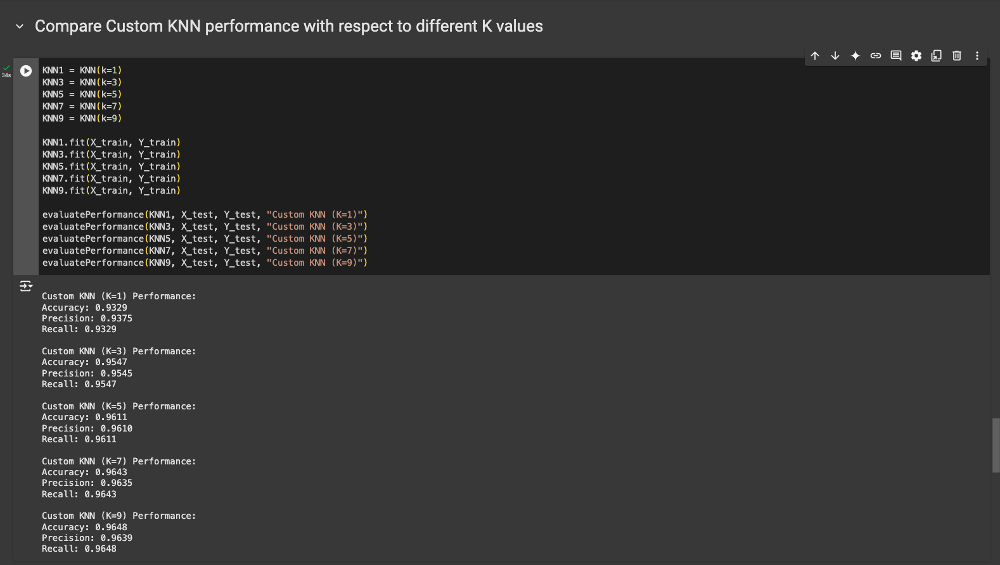 Compare Custom KNN performance with respect to different K values
34s
KNN1 = KNN(k=1)
KNN3 = KNN(k=3)
KNN5 = KNN(k=5)
KNN7 = KNN(k=7)
KNN9 = KNN(k=9)
KNN1.fit(X_train, Y_train)
KNN3.fit(X_train, Y_train)
KNN5.fit(X_train, Y_train)
KNN7.fit(X_train, Y_train)
KNN9.fit(X_train, Y_train)
evaluatePerformance(KNN1, X_test, Y_test, "Custom KNN (K=1)")
evaluatePerformance(KNN3, X_test, Y_test, "Custom KNN (K=3)")
evaluatePerformance(KNN5, X_test, Y_test, "Custom KNN (K=5)")
evaluatePerformance(KNN7, X_test, Y_test, "Custom KNN (K=7)")
evaluatePerformance(KNN9, X_test, Y_test, "Custom KNN (K=9)")
Custom KNN (K=1) Performance:
Accuracy: 0.9329
Precision: 0.9375
Recall: 0.9329
Custom KNN (K=3) Performance:
Accuracy: 0.9547
Precision: 0.9545
Recall: 0.9547
Custom KNN (K=5) Performance:
Accuracy: 0.9611
Precision: 0.9610
Recall: 0.9611
Custom KNN (K=7) Performance:
Accuracy: 0.9643
Precision: 0.9635
Recall: 0.9643
Custom KNN (K=9) Performance:
Accuracy: 0.9648
Precision: 0.9639
Recall: 0.9648